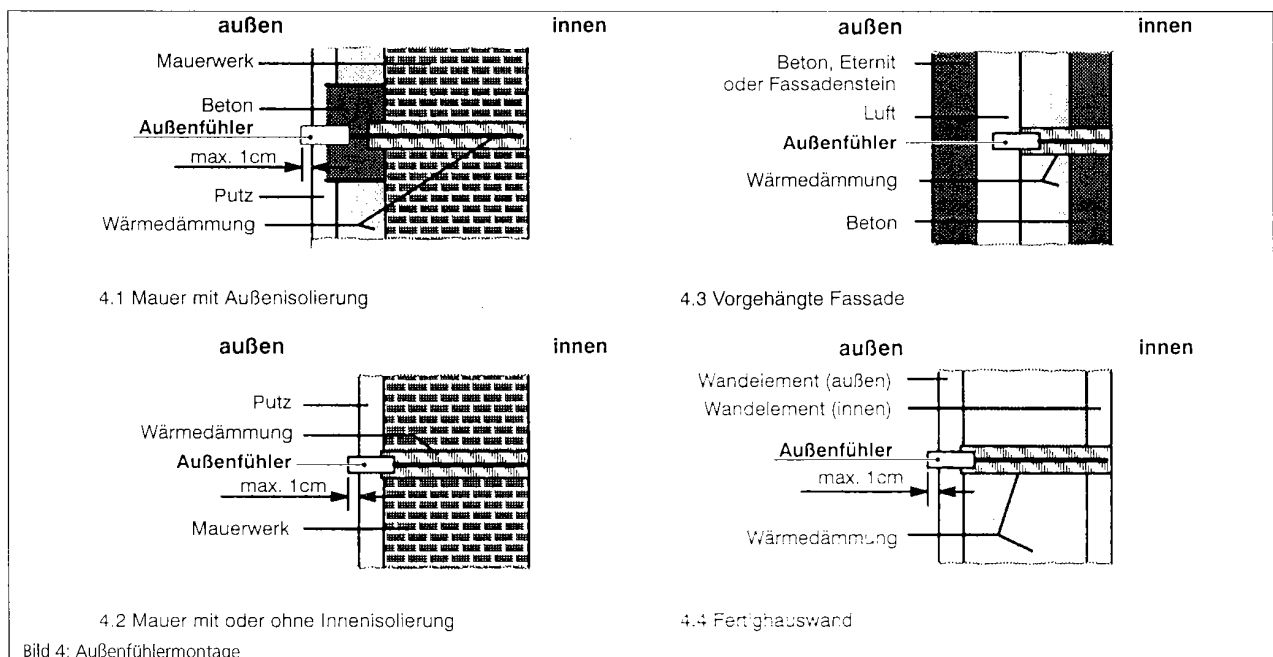 außen
innen
Mauerwerk
Beton
Außenfühler
max. 1cm
Putz
Wärmedämmung
4.1 Mauer mit Außenisolierung
außen
innen
Beton, Eternit
oder Fassadenstein
Luft
Außenfühler
Wärmedämmung
Beton
4.3 Vorgehängte Fassade
außen
innen
Putz
Wärmedämmung
Außenfühler
max. 1cm
Mauerwerk
4.2 Mauer mit oder ohne Innenisolierung
außen
innen
Wandelement (außen)
Wandelement (innen)
Außenfühler
max. 1cm
Wärmedämmung
4.4 Fertighauswand
Bild 4: Außenfühlermontage